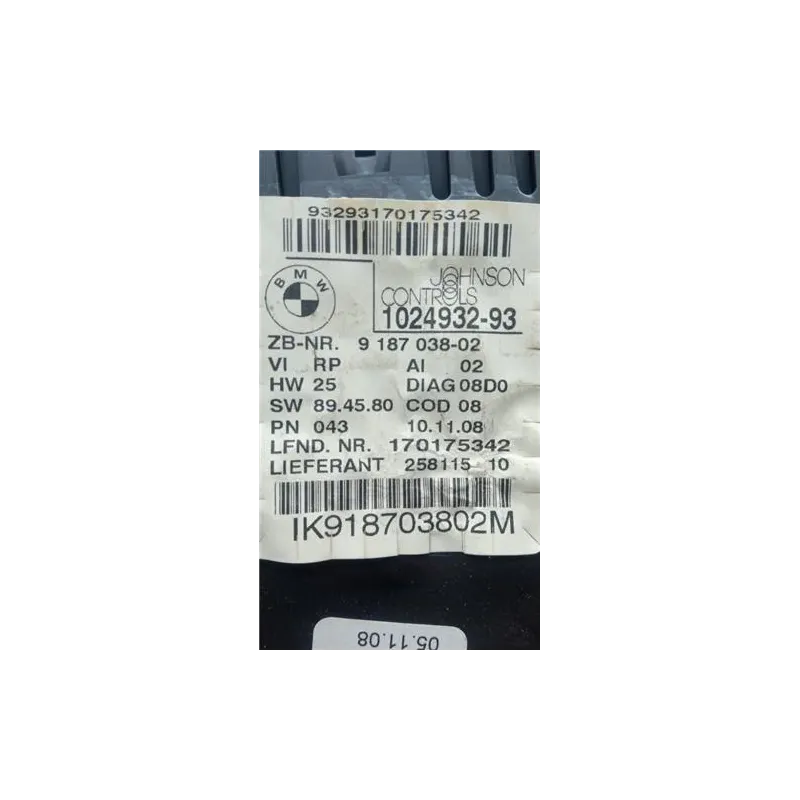 93293170175342
BMW
JOHNSON
CONTROLS
1024932-93
ZB-NR. 9 187 038-02
VI RP AI 02
HW 25 DIAG 08D0
SW 89.45.80 COD 08
PN 043 10.11.08
LFND. NR. 170175342
LIEFERANT 258115 10
IK918703802M
05.11.08